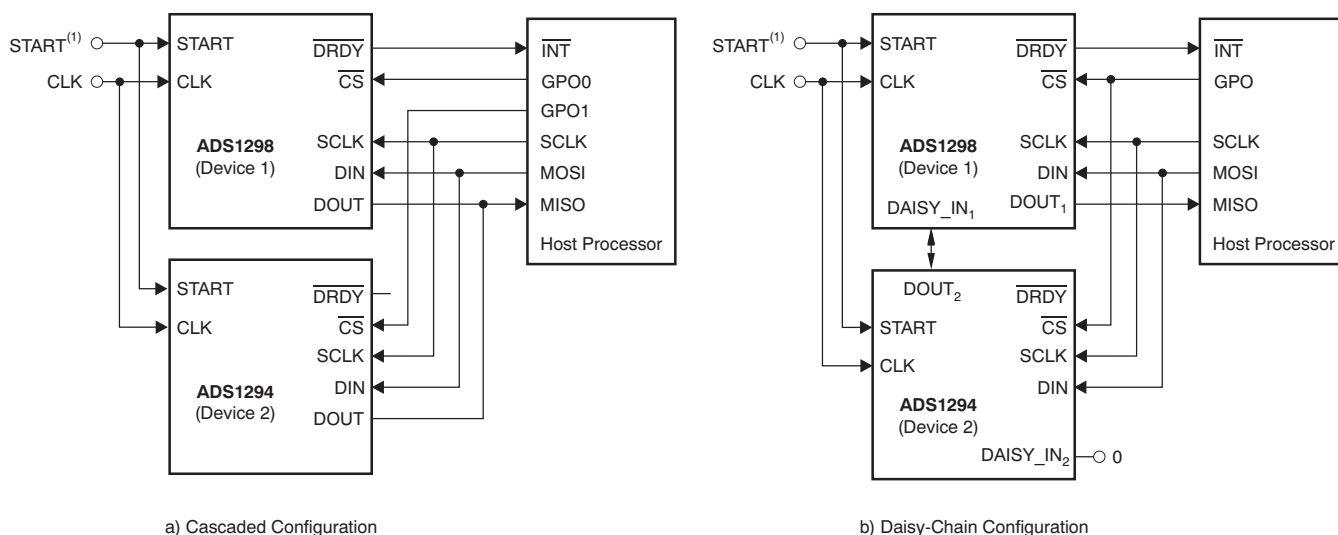 START(1)
CLK
START
CLK
DRDY
CS
SCLK
DIN
DOUT
ADS1298
(Device 1)
INT
GPO0
GPO1
SCLK
MOSI
MISO
Host Processor
START
CLK
DRDY
CS
SCLK
DIN
DOUT
ADS1294
(Device 2)
a) Cascaded Configuration
START(1)
CLK
START
CLK
DRDY
CS
SCLK
DIN
DOUT1
ADS1298
(Device 1)
DAISY_IN1
INT
GPO
SCLK
MOSI
MISO
Host Processor
DOUT2
START
CLK
DRDY
CS
SCLK
DIN
ADS1294
(Device 2)
DAISY_IN2
0
b) Daisy-Chain Configuration